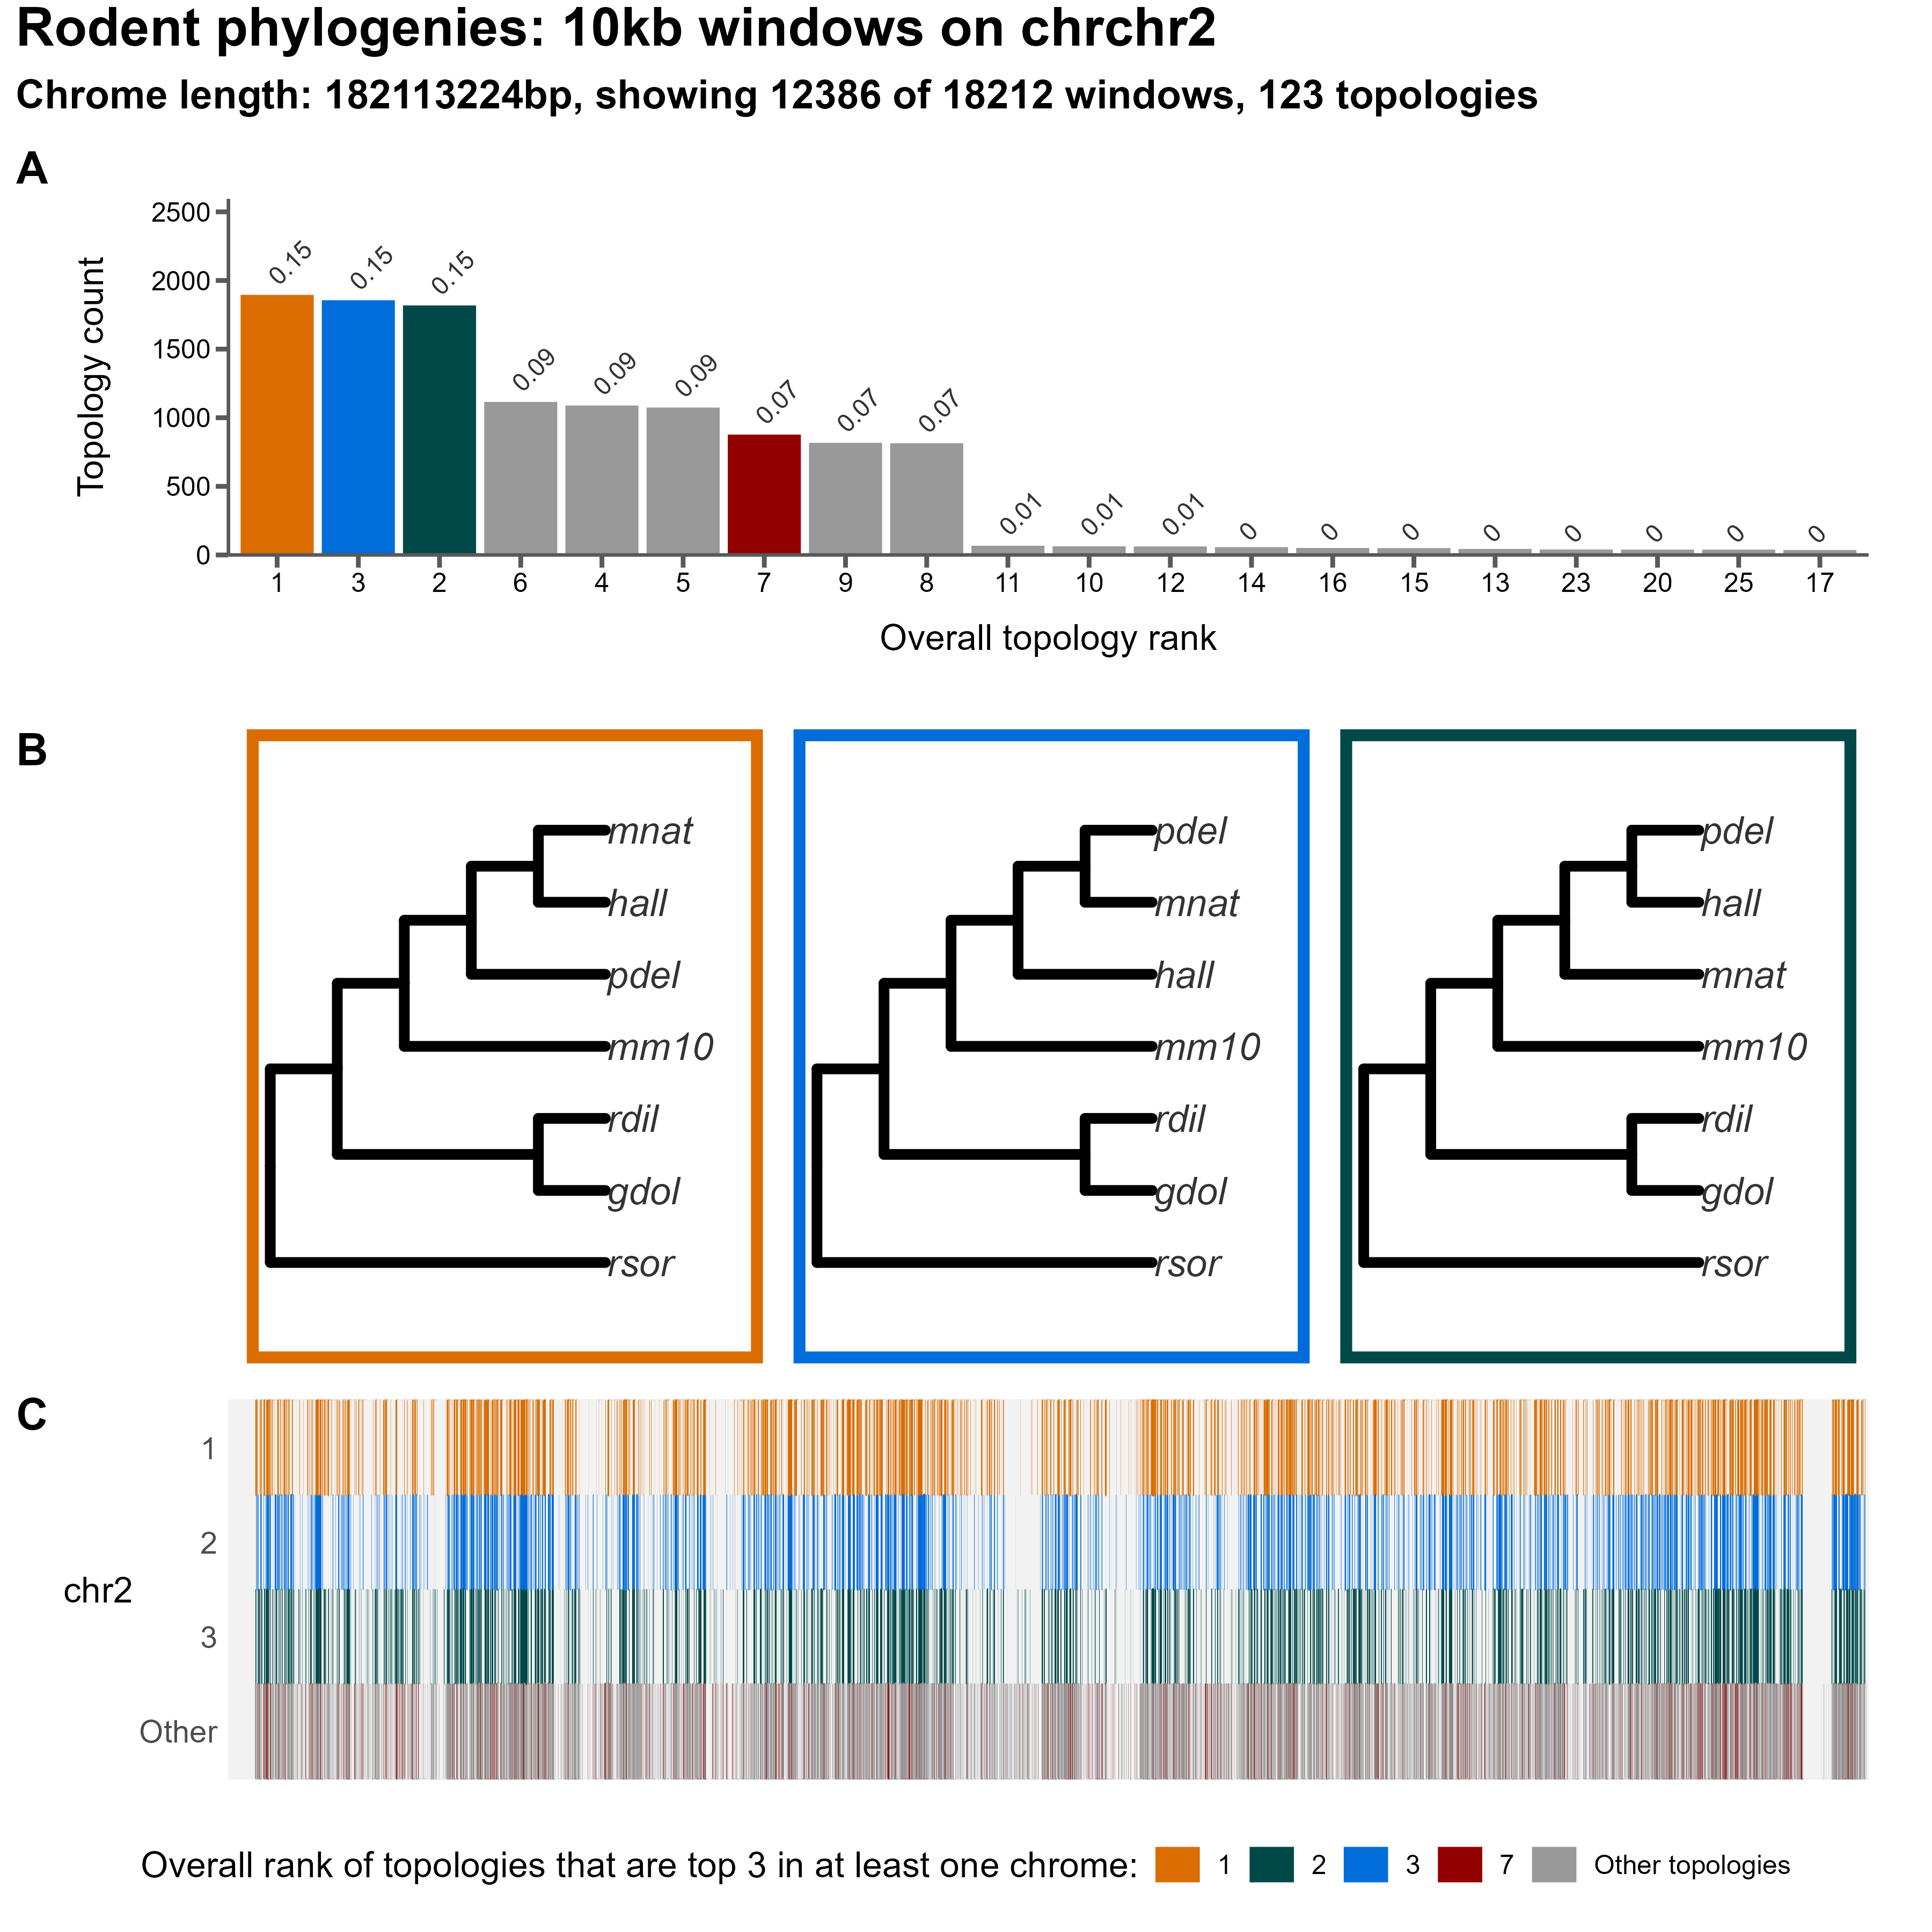 Rodent phylogenies: 10kb windows on chrchr2
Chrome length: 182113224bp, showing 12386 of 18212 windows, 123 topologies
A
Topology count
2500
2000
1500
1000
500
0
0.15 0.15 0.15 0.09 0.09 0.09 0.07 0.07 0.07 0.01 0.01 0.01 0 0 0 0 0 0 0 0
1 3 2 6 4 5 7 9 8 11 10 12 14 16 15 13 23 20 25 17
Overall topology rank
B
mnat
hall
pdel
mm10
rdil
gdol
rsor
pdel
mnat
hall
mm10
rdil
gdol
rsor
pdel
hall
mnat
mm10
rdil
gdol
rsor
C
chr2
1
2
3
Other
Overall rank of topologies that are top 3 in at least one chrome: 1 2 3 7 Other topologies